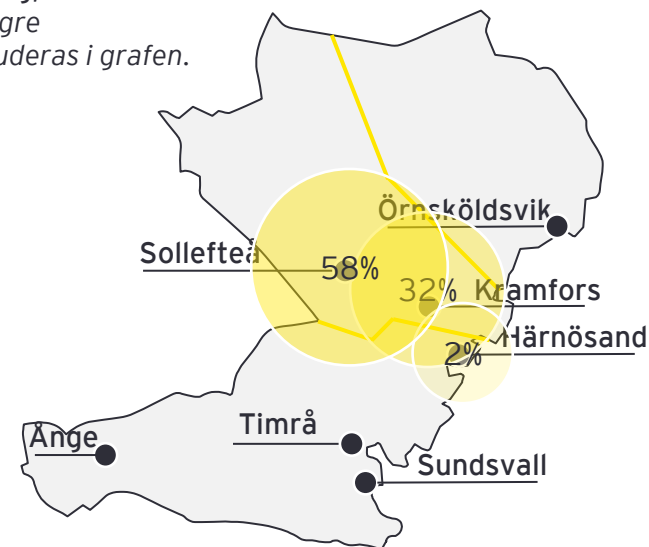 gre
uderas i grafen.
Örnsköldsvik
Sollefteå
58%
32%
Kramfors
Härnösand
2%
Timrå
Ånge
Sundsvall